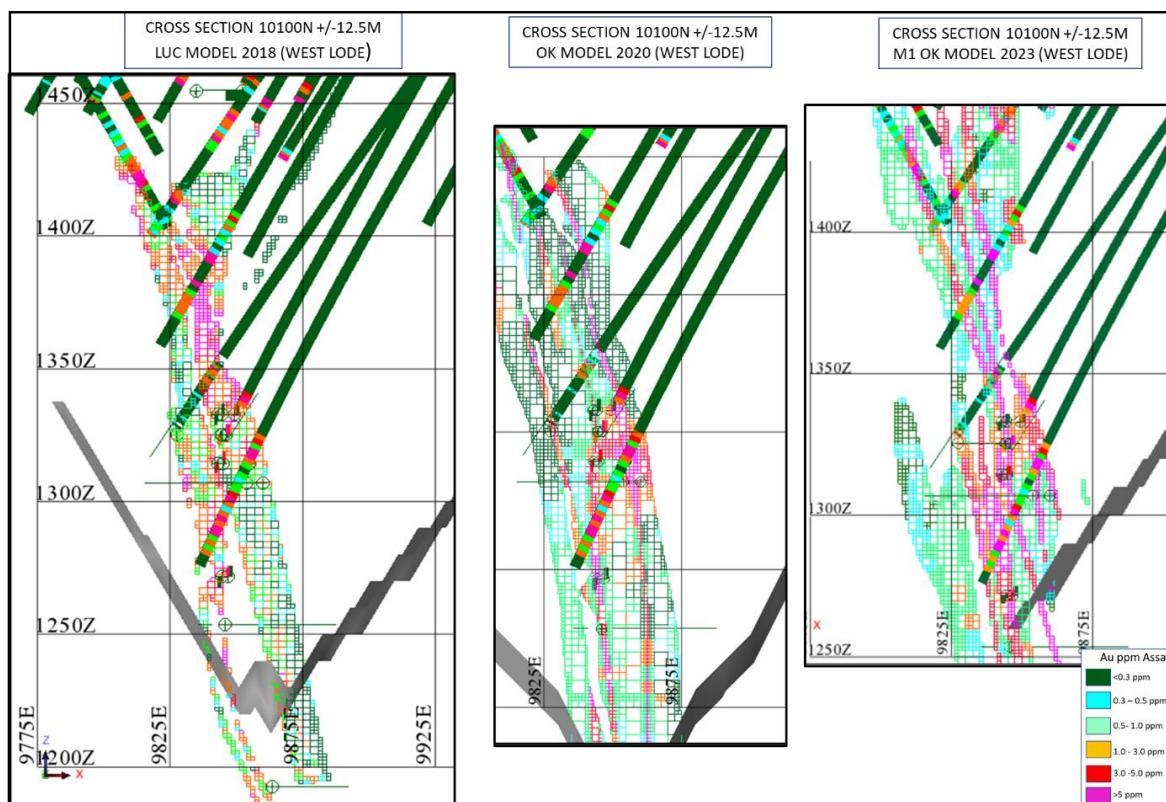 CROSS SECTION 10100N +/-12.5M
LUC MODEL 2018 (WEST LODE)
CROSS SECTION 10100N +/-12.5M
OK MODEL 2020 (WEST LODE)
CROSS SECTION 10100N +/-12.5M
M1 OK MODEL 2023 (WEST LODE)
1450Z
1400Z
1350Z
1300Z
1250Z
1200Z
9775E
9825E
9875E
9925E
Z
X
9825E
9875E
1400Z
1350Z
1300Z
1250Z
9825E
9875E
X
Au ppm Assa
<0.3 ppm
0.3 – 0.5 ppm
0.5- 1.0 ppm
1.0 - 3.0 ppm
3.0 -5.0 ppm
>5 ppm